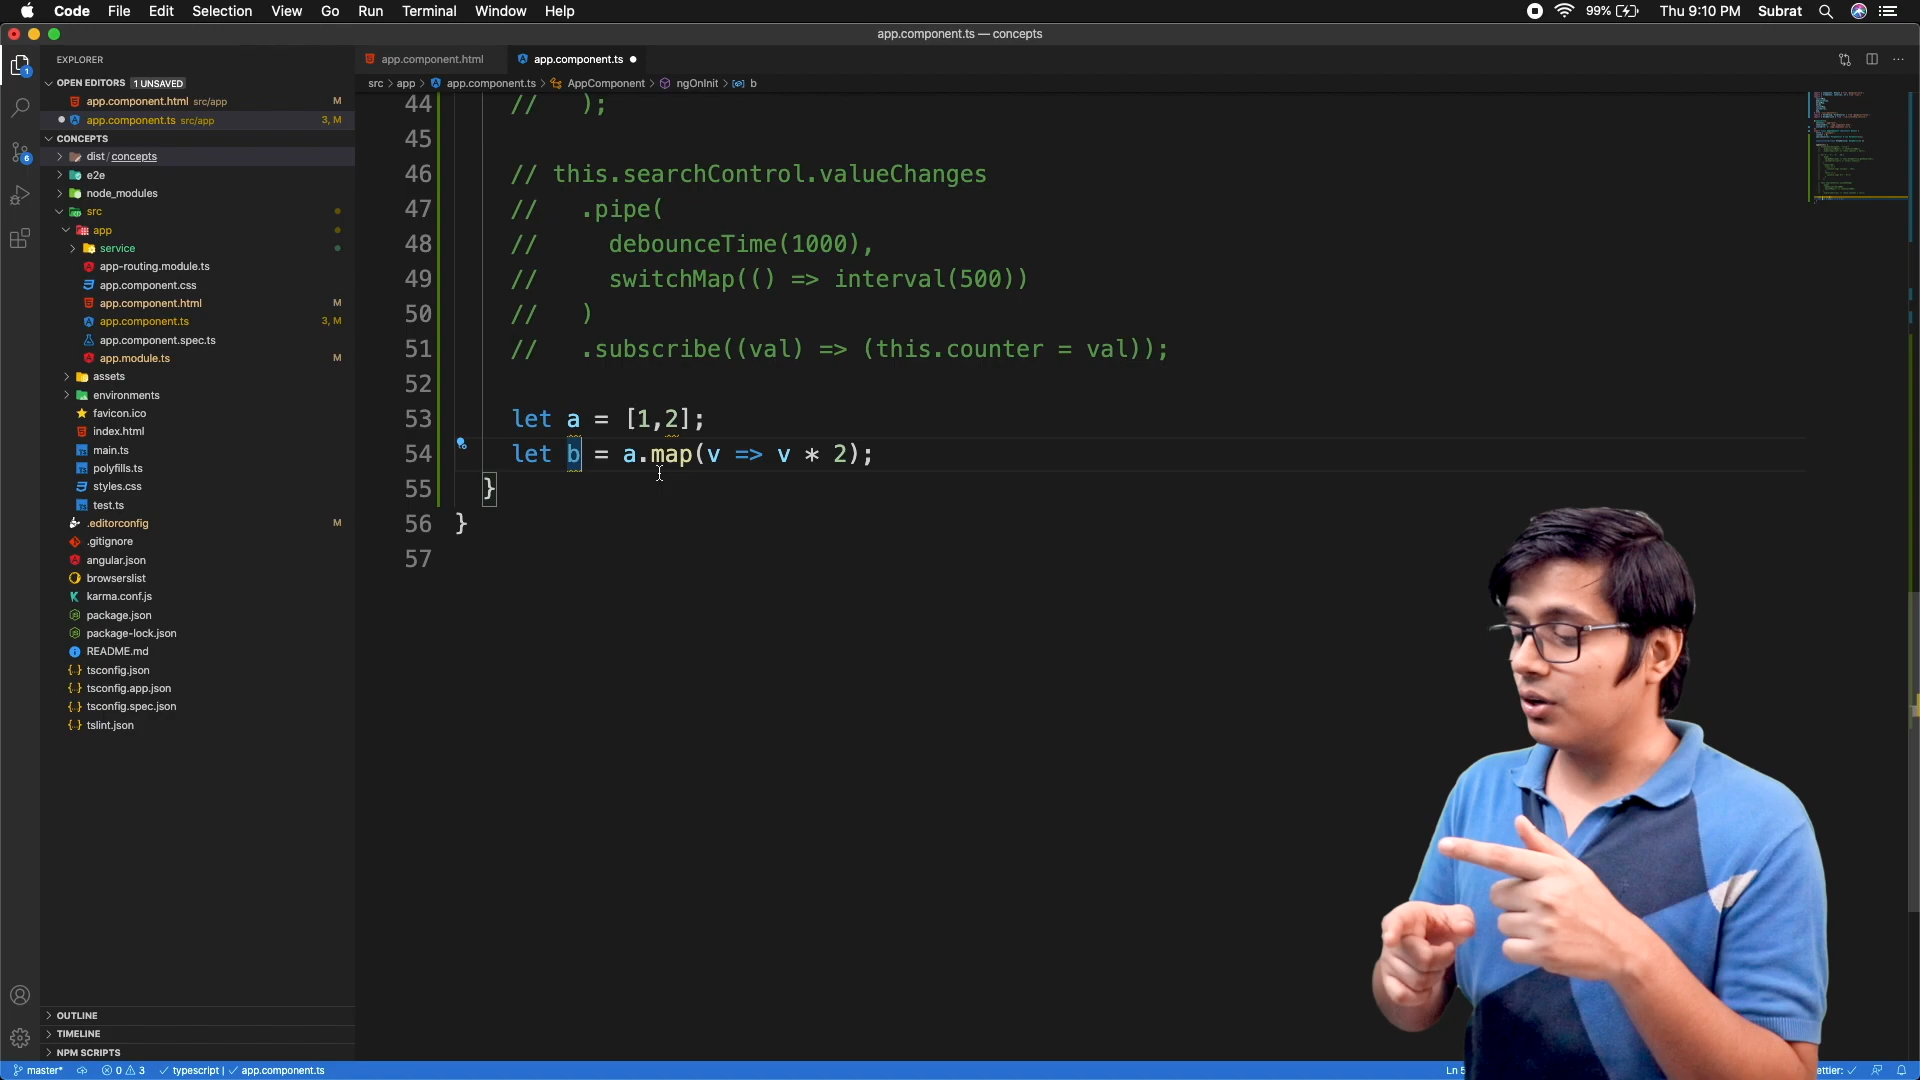 Code File Edit Selection View Go Run Terminal Window Help 99% Thu 9:10 PM Subrat
app.component.ts — concepts
EXPLORER
OPEN EDITORS 1 UNSAVED
app.component.html src/app M
app.component.ts src/app 3, M
CONCEPTS
dist / concepts
e2e
node_modules
src
app
service
app-routing.module.ts
app.component.css
app.component.html M
app.component.ts 3, M
app.component.spec.ts
app.module.ts M
assets
environments
favicon.ico
index.html
main.ts
polyfills.ts
styles.css
test.ts
.editorconfig M
.gitignore
angular.json
browserslist
karma.conf.js
package.json
package-lock.json
README.md
tsconfig.json
tsconfig.app.json
tsconfig.spec.json
tslint.json
OUTLINE
TIMELINE
NPM SCRIPTS
app.component.html app.component.ts
src > app > app.component.ts > AppComponent > ngOnInit > b
44 // );
45
46 // this.searchControl.valueChanges
47 // .pipe(
48 // debounceTime(1000),
49 // switchMap(() => interval(500))
50 // )
51 // .subscribe((val) => (this.counter = val));
52
53 let a = [1,2];
54 let b = a.map(v => v * 2);
55 }
56 }
57
master* 0 3 typescript | app.component.ts Ln 5 ettier: